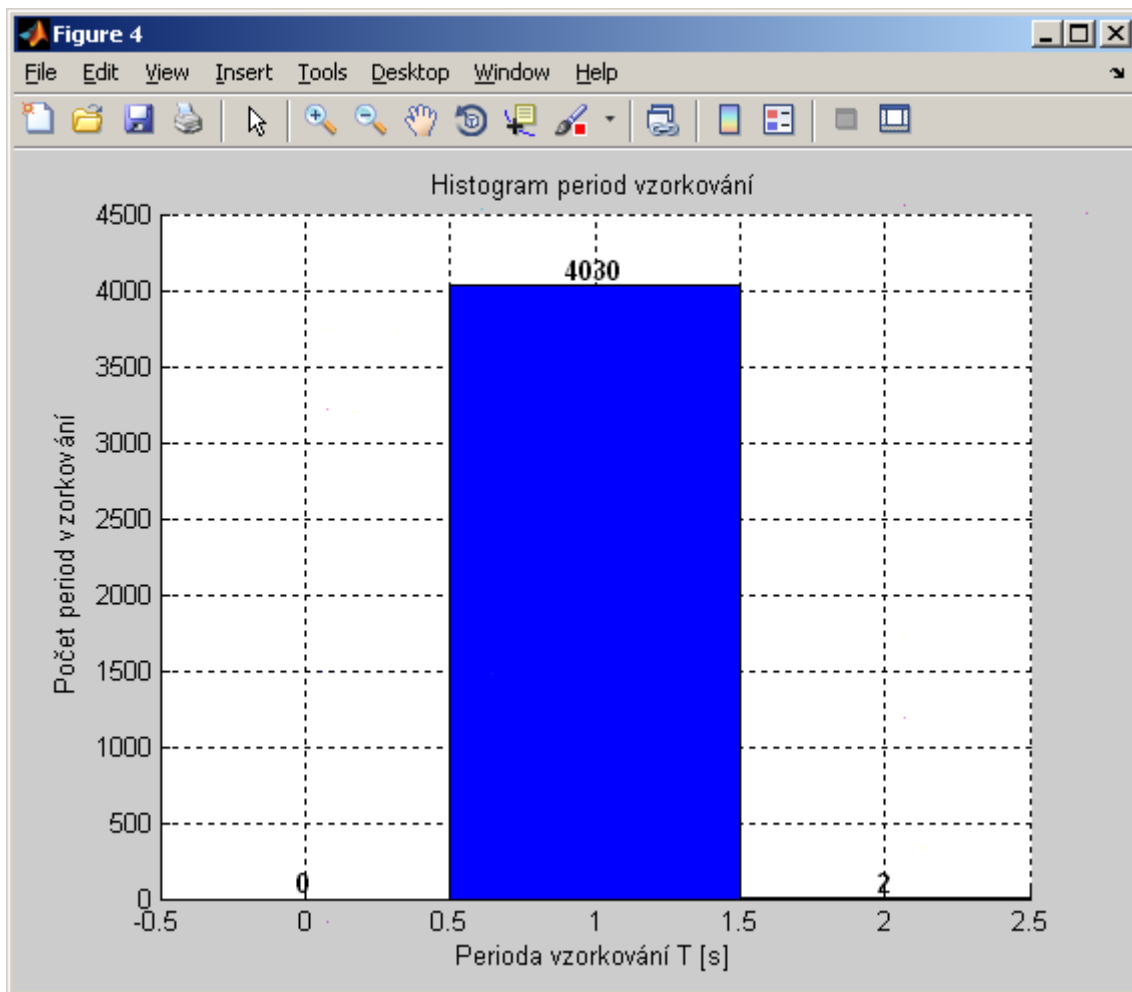 Figure 4
File Edit View Insert Tools Desktop Window Help
Histogram period vzorkování
4500
4000
3500
3000
2500
2000
1500
1000
500
0
Počet period vzorkování
4030
0
2
-0.5 0 0.5 1 1.5 2 2.5
Perioda vzorkování T [s]